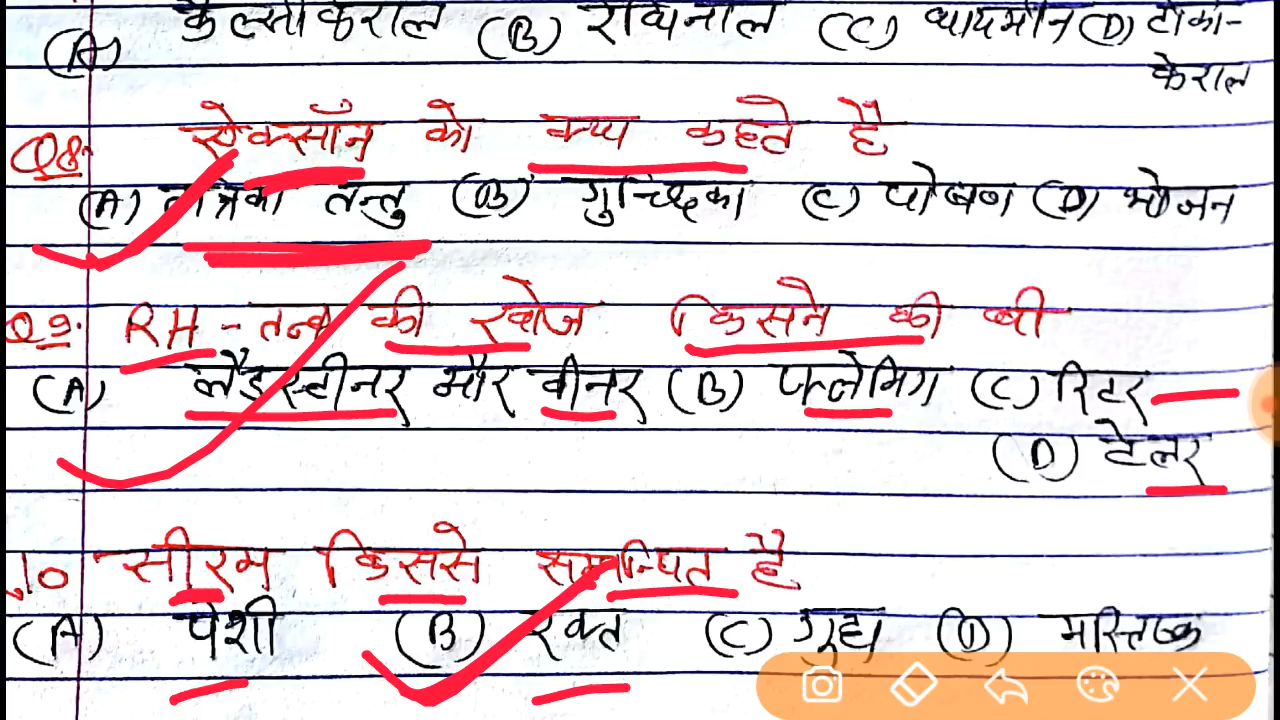 (A) कैल्सीफेराल (B) रेविनाल (C) थायमीन (D) टोको-
केराल
Q8. ऐक्सॉन को क्या कहते है
(A) तंत्रिका तन्तु (B) गुच्छिका (C) पोषण (D) भोजन
Q9. RH-तत्व की खोज किसने की थी
(A) लैंडस्टीनर और वीनर (B) फ्लेमिंग (C) रिटर
(D) टेलर
10 सीरम किससे सम्बन्धित है
(A) पेशी (B) रक्त (C) गुह्य (D) मस्तिष्क